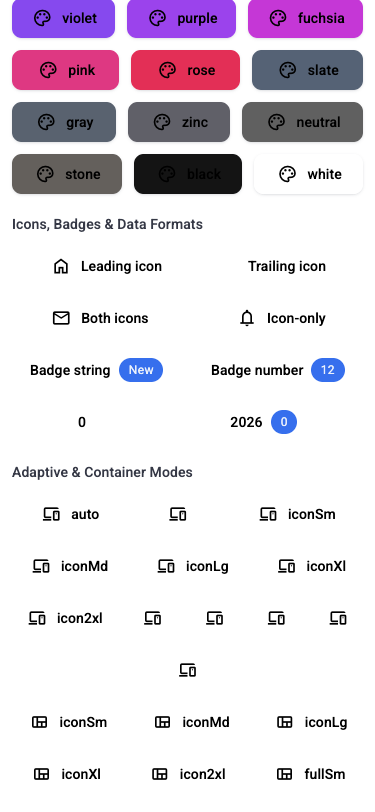 violet purple fuchsia
pink rose slate
gray zinc neutral
stone black white
Icons, Badges & Data Formats
Leading icon Trailing icon
Both icons Icon-only
Badge string New Badge number 12
0 2026 0
Adaptive & Container Modes
auto iconSm
iconMd iconLg iconXl
icon2xl
iconSm iconMd iconLg
iconXl icon2xl fullSm